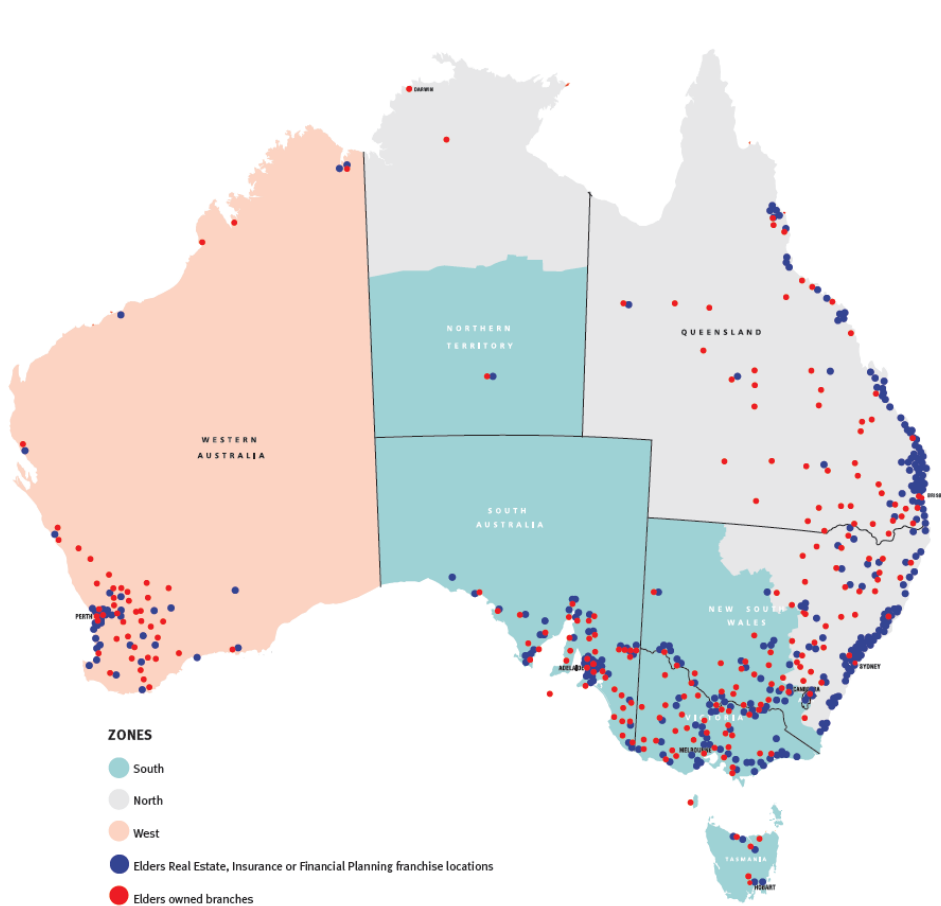 DARWIN
NORTHERN
TERRITORY
QUEENSLAND
WESTERN
AUSTRALIA
SOUTH
AUSTRALIA
NEW SOUTH
WALES
PERTH
SYDNEY
ADELAIDE
CANBERRA
VICTORIA
MELBOURNE
TASMANIA
HOBART
ZONES
South
North
West
Elders Real Estate, Insurance or Financial Planning franchise locations
Elders owned branches